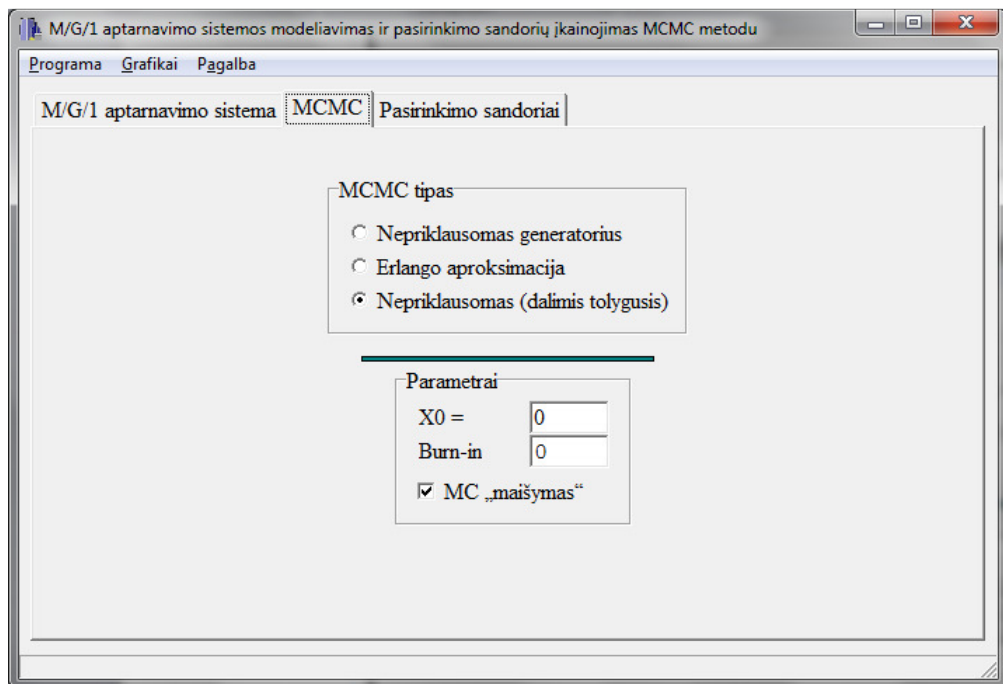 M/G/1 aptarnavimo sistemos modeliavimas ir pasirinkimo sandorių įkainojimas MCMC metodu
Programa Grafikai Pagalba
M/G/1 aptarnavimo sistema MCMC Pasirinkimo sandoriai
MCMC tipas
Nepriklausomas generatorius
Erlango aproksimacija
Nepriklausomas (dalimis tolygusis)
Parametrai
X0 = 0
Burn-in 0
MC „maišymas“